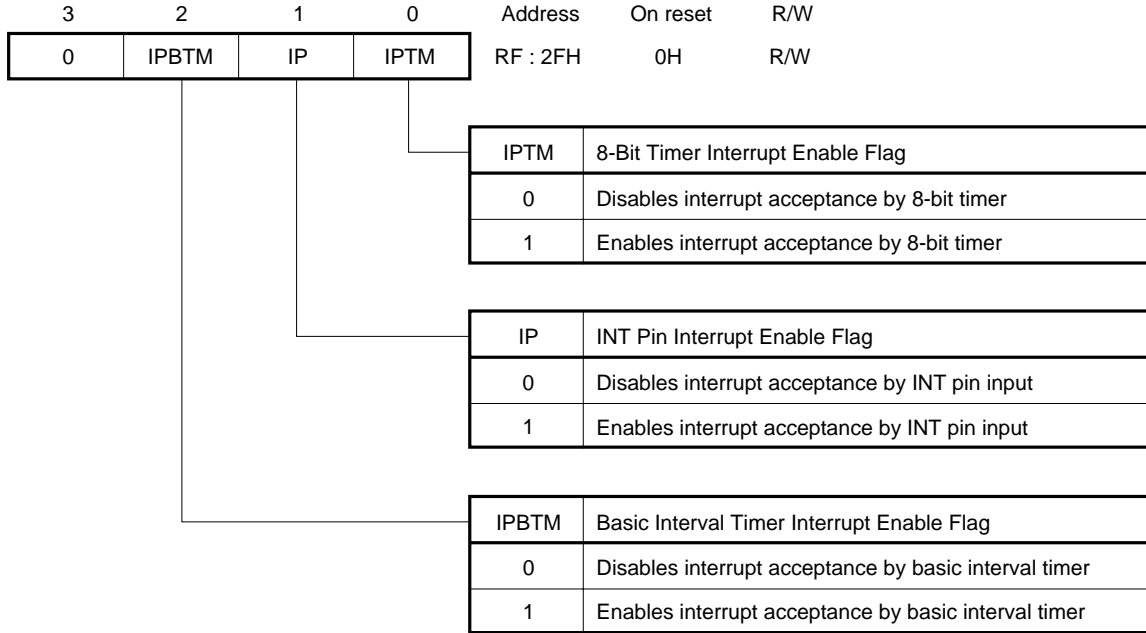 3 2 1 0 Address On reset R/W
0 IPBTM IP IPTM RF : 2FH 0H R/W
IPTM 8-Bit Timer Interrupt Enable Flag
0 Disables interrupt acceptance by 8-bit timer
1 Enables interrupt acceptance by 8-bit timer
IP INT Pin Interrupt Enable Flag
0 Disables interrupt acceptance by INT pin input
1 Enables interrupt acceptance by INT pin input
IPBTM Basic Interval Timer Interrupt Enable Flag
0 Disables interrupt acceptance by basic interval timer
1 Enables interrupt acceptance by basic interval timer